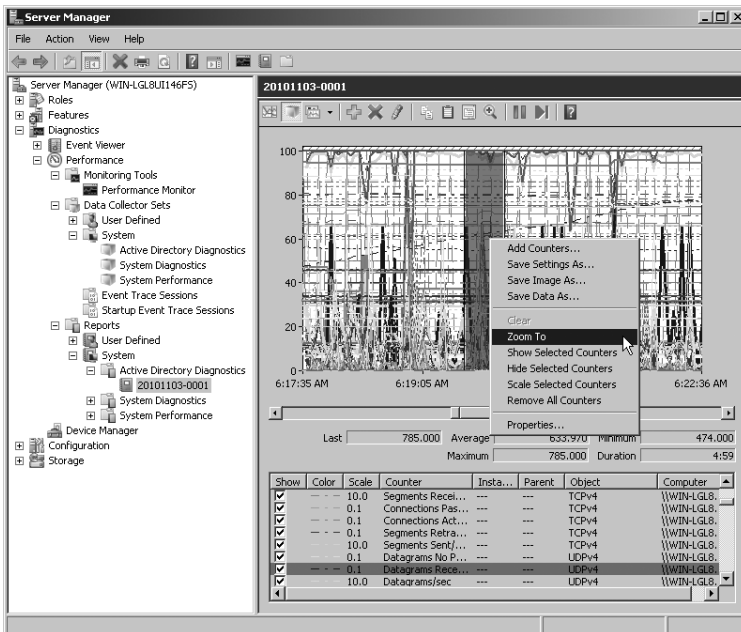 Server Manager
File Action View Help
Server Manager (WIN-LGL8UI146FS)
Roles
Features
Diagnostics
Event Viewer
Performance
Monitoring Tools
Performance Monitor
Data Collector Sets
User Defined
System
Active Directory Diagnostics
System Diagnostics
System Performance
Event Trace Sessions
Startup Event Trace Sessions
Reports
User Defined
System
Active Directory Diagnostics
20101103-0001
System Diagnostics
System Performance
Device Manager
Configuration
Storage
20101103-0001
100
80
60
40
20
0
6:17:35 AM 6:19:05 AM 6:22:36 AM
Add Counters...
Save Settings As...
Save Image As...
Save Data As...
Clear
Zoom To
Show Selected Counters
Hide Selected Counters
Scale Selected Counters
Remove All Counters
Properties...
Last 785.000 Average 633.970 Minimum 474.000
Maximum 785.000 Duration 4:59
Show Color Scale Counter Insta... Parent Object Computer
10.0 Segments Recei... --- --- TCPv4 \\WIN-LGL8.
0.1 Connections Pas... --- --- TCPv4 \\WIN-LGL8.
0.1 Connections Act... --- --- TCPv4 \\WIN-LGL8.
0.1 Segments Retra... --- --- TCPv4 \\WIN-LGL8.
10.0 Segments Sent/... --- --- TCPv4 \\WIN-LGL8.
0.1 Datagrams No P... --- --- UDPv4 \\WIN-LGL8.
0.1 Datagrams Rece... --- --- UDPv4 \\WIN-LGL8.
10.0 Datagrams/sec --- --- UDPv4 \\WIN-LGL8.